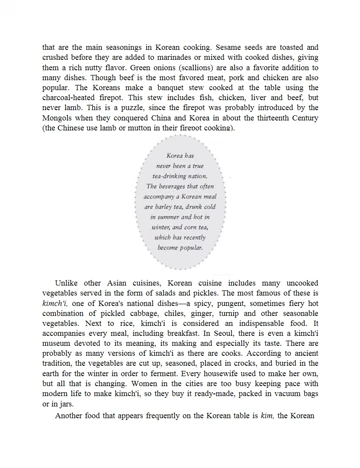 that are the main seasonings in Korean cooking. Sesame seeds are toasted and
crushed before they are added to marinades or mixed with cooked dishes, giving
them a rich nutty flavor. Green onions (scallions) are also a favorite addition to
many dishes. Though beef is the most favored meat, pork and chicken are also
popular. The Koreans make a banquet stew cooked at the table using the
charcoal-heated firepot. This stew includes fish, chicken, liver and beef, but
never lamb. This is a puzzle, since the firepot was probably introduced by the
Mongols when they conquered China and Korea in about the thirteenth Century
(the Chinese use lamb or mutton in their firepot cooking).
Korea has
never been a true
tea-drinking nation.
The beverages that often
accompany a Korean meal
are barley tea, drunk cold
in summer and hot in
winter, and corn tea,
which has recently
become popular.
Unlike other Asian cuisines, Korean cuisine includes many uncooked
vegetables served in the form of salads and pickles. The most famous of these is
kimch'i, one of Korea's national dishes—a spicy, pungent, sometimes fiery hot
combination of pickled cabbage, chiles, ginger, turnip and other seasonable
vegetables. Next to rice, kimch'i is considered an indispensable food. It
accompanies every meal, including breakfast. In Seoul, there is even a kimch'i
museum devoted to its meaning, its making and especially its taste. There are
probably as many versions of kimch'i as there are cooks. According to ancient
tradition, the vegetables are cut up, seasoned, placed in crocks, and buried in the
earth for the winter in order to ferment. Every household used to make her own,
but all that is changing. Women in the cities are too busy keeping pace with
modern life to make kimch'i, so they buy it ready-made, packed in vacuum bags
or in jars.
Another food that appears frequently on the Korean table is kim, the Korean